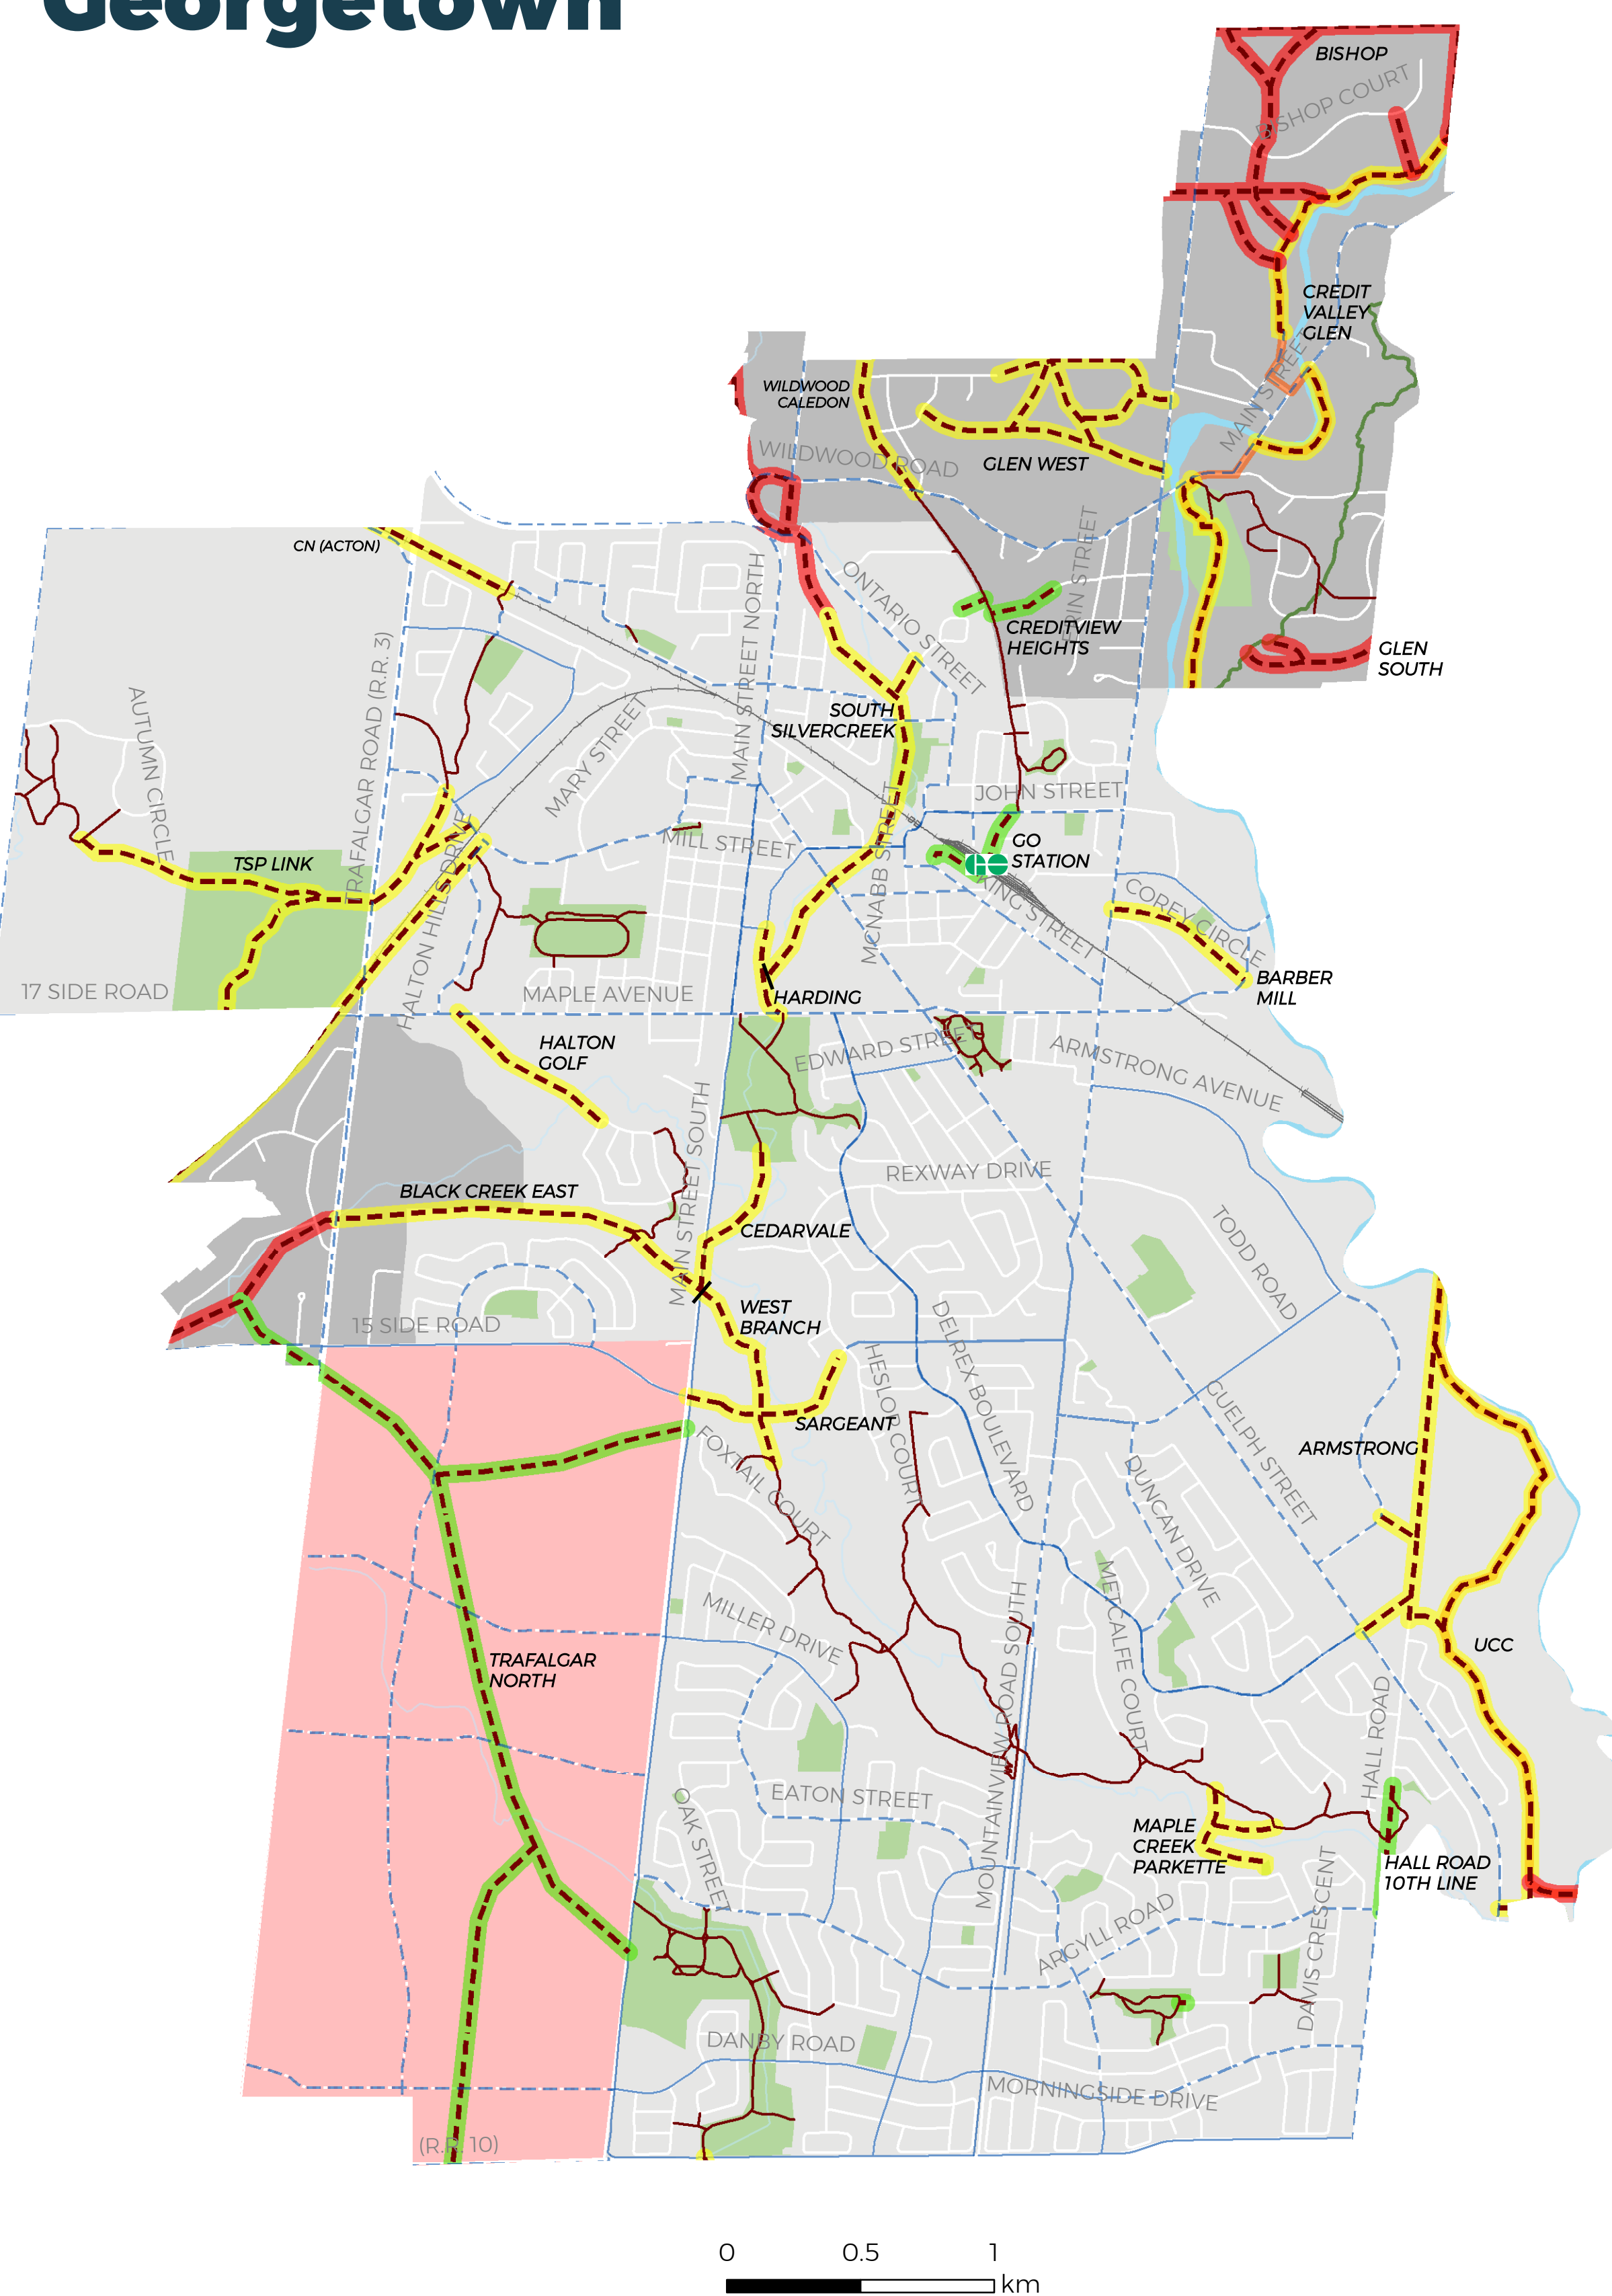 Georgetown
BISHOP
BISHOP COURT
CREDIT
VALLEY
GLEN
MAIN STREET
WILDWOOD
CALEDON
WILDWOOD ROAD
GLEN WEST
CN (ACTON)
ONTARIO STREET
ERIN STREET
CREDITVIEW
HEIGHTS
GLEN
SOUTH
MAIN STREET NORTH
AUTUMN CIRCLE
TRAFALGAR ROAD (R.R. 3)
MARY STREET
SOUTH
SILVERCREEK
JOHN STREET
MILL STREET
MCNABB STREET
GO
GO
STATION
KING STREET
COREY CIRCLE
TSP LINK
HALTON HILLS DRIVE
BARBER
MILL
17 SIDE ROAD
MAPLE AVENUE
HARDING
HALTON
GOLF
EDWARD STREET
ARMSTRONG AVENUE
MAIN STREET SOUTH
REXWAY DRIVE
BLACK CREEK EAST
CEDARVALE
TODD ROAD
WEST
BRANCH
15 SIDE ROAD
DELREX BOULEVARD
HESLOP COURT
SARGEANT
GUELPH STREET
FOXTAIL COURT
ARMSTRONG
DUNCAN DRIVE
METCALFE COURT
MILLER DRIVE
UCC
TRAFALGAR
NORTH
MOUNTAINVIEW ROAD SOUTH
HALL ROAD
EATON STREET
OAK STREET
MAPLE
CREEK
PARKETTE
HALL ROAD
10TH LINE
DAVIS CRESCENT
ARGYLL ROAD
DANBY ROAD
MORNINGSIDE DRIVE
(R.R. 10)
0 0.5 1
km